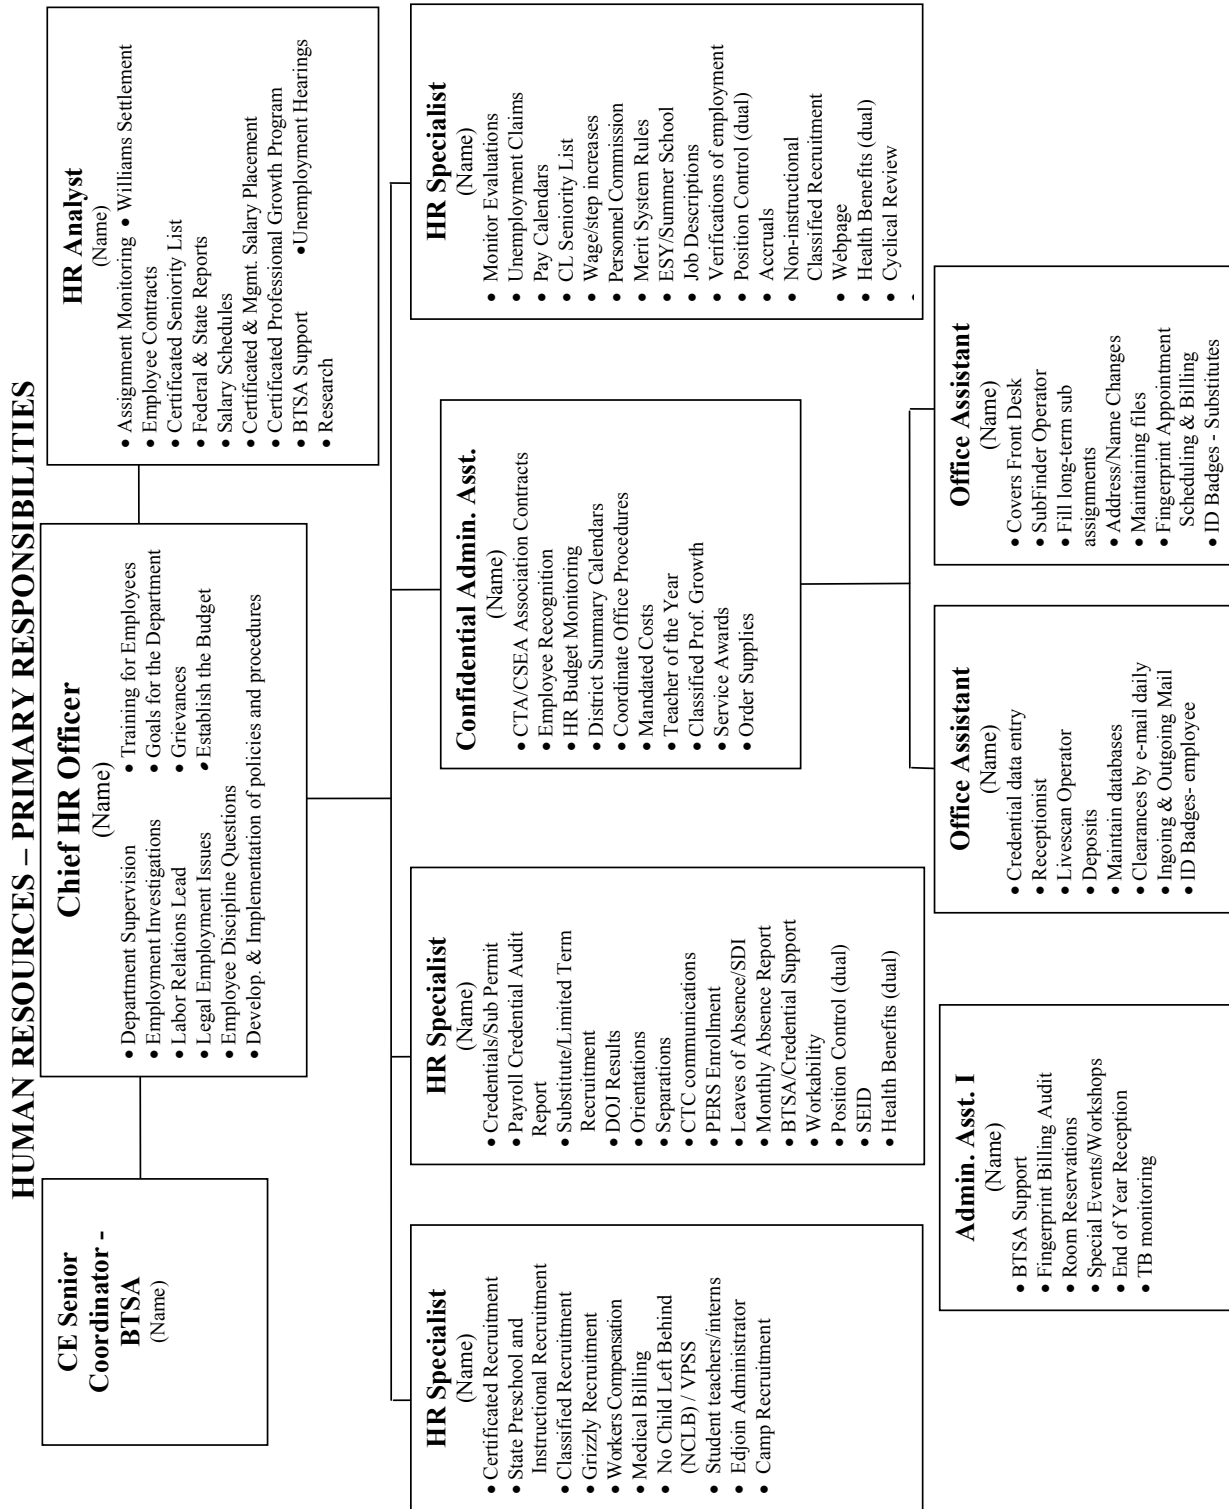 HUMAN RESOURCES – PRIMARY RESPONSIBILITIES
CE Senior
Coordinator -
BTSA
(Name)
Chief HR Officer
(Name)
• Department Supervision • Training for Employees
• Employment Investigations • Goals for the Department
• Labor Relations Lead • Grievances
• Legal Employment Issues • Establish the Budget
• Employee Discipline Questions
• Develop. & Implementation of policies and procedures
HR Analyst
(Name)
• Assignment Monitoring • Williams Settlement
• Employee Contracts
• Certificated Seniority List
• Federal & State Reports
• Salary Schedules
• Certificated & Mgmt. Salary Placement
• Certificated Professional Growth Program
• BTSA Support •Unemployment Hearings
• Research
HR Specialist
(Name)
• Certificated Recruitment
• State Preschool and
Instructional Recruitment
• Classified Recruitment
• Grizzly Recruitment
• Workers Compensation
• Medical Billing
• No Child Left Behind
(NCLB) / VPSS
• Student teachers/interns
• Edjoin Administrator
• Camp Recruitment
HR Specialist
(Name)
• Credentials/Sub Permit
• Payroll Credential Audit
Report
• Substitute/Limited Term
Recruitment
• DOJ Results
• Orientations
• Separations
• CTC communications
• PERS Enrollment
• Leaves of Absence/SDI
• Monthly Absence Report
• BTSA/Credential Support
• Workability
• Position Control (dual)
• SEID
• Health Benefits (dual)
Confidential Admin. Asst.
(Name)
• CTA/CSEA Association Contracts
• Employee Recognition
• HR Budget Monitoring
• District Summary Calendars
• Coordinate Office Procedures
• Mandated Costs
• Teacher of the Year
• Classified Prof. Growth
• Service Awards
• Order Supplies
HR Specialist
(Name)
• Monitor Evaluations
• Unemployment Claims
• Pay Calendars
• CL Seniority List
• Wage/step increases
• Personnel Commission
• Merit System Rules
• ESY/Summer School
• Job Descriptions
• Verifications of employment
• Position Control (dual)
• Accruals
• Non-instructional
Classified Recruitment
• Webpage
• Health Benefits (dual)
• Cyclical Review
Admin. Asst. I
(Name)
• BTSA Support
• Fingerprint Billing Audit
• Room Reservations
• Special Events/Workshops
• End of Year Reception
• TB monitoring
Office Assistant
(Name)
• Credential data entry
• Receptionist
• Livescan Operator
• Deposits
• Maintain databases
• Clearances by e-mail daily
• Ingoing & Outgoing Mail
• ID Badges- employee
Office Assistant
(Name)
• Covers Front Desk
• SubFinder Operator
• Fill long-term sub
assignments
• Address/Name Changes
• Maintaining files
• Fingerprint Appointment
Scheduling & Billing
• ID Badges - Substitutes